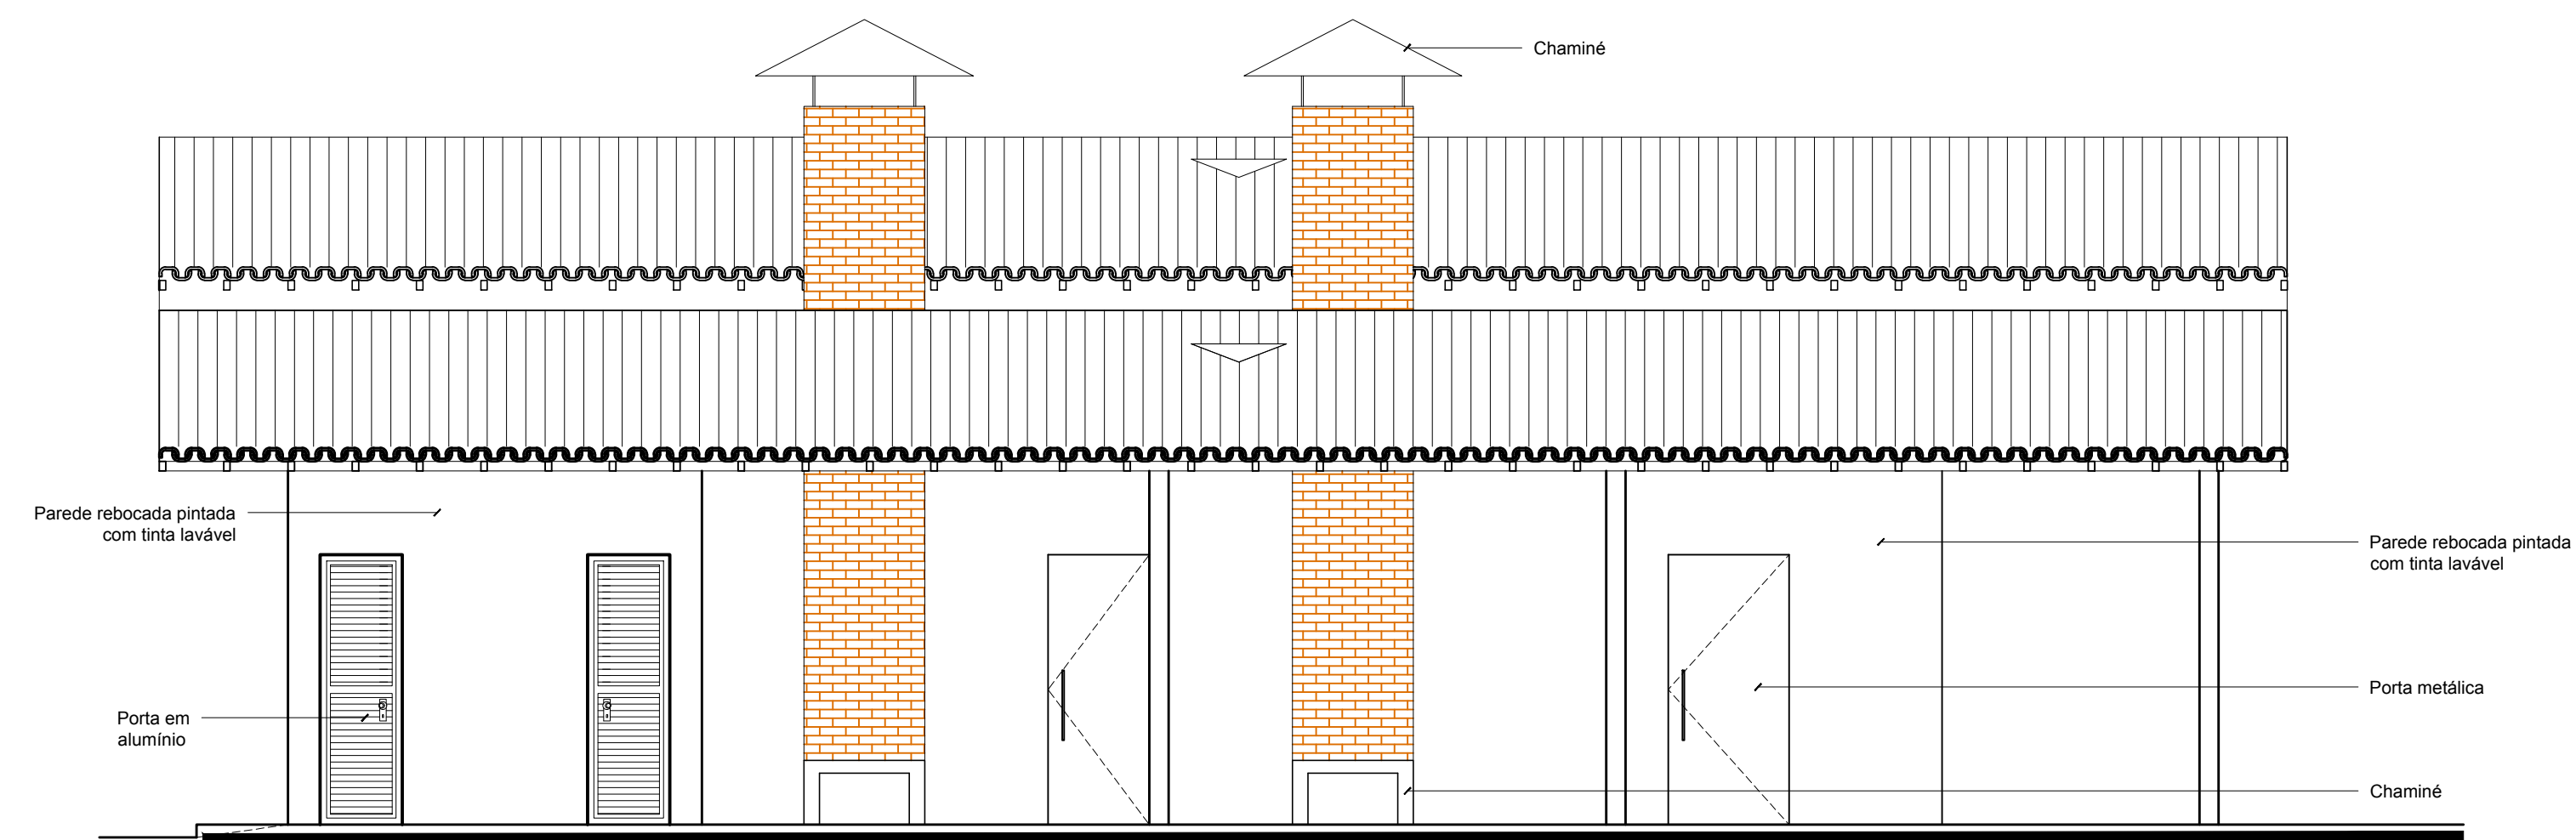 Chaminé
Parede rebocada pintada
com tinta lavável
Parede rebocada pintada
com tinta lavável
Porta metálica
Porta em
alumínio
Chaminé